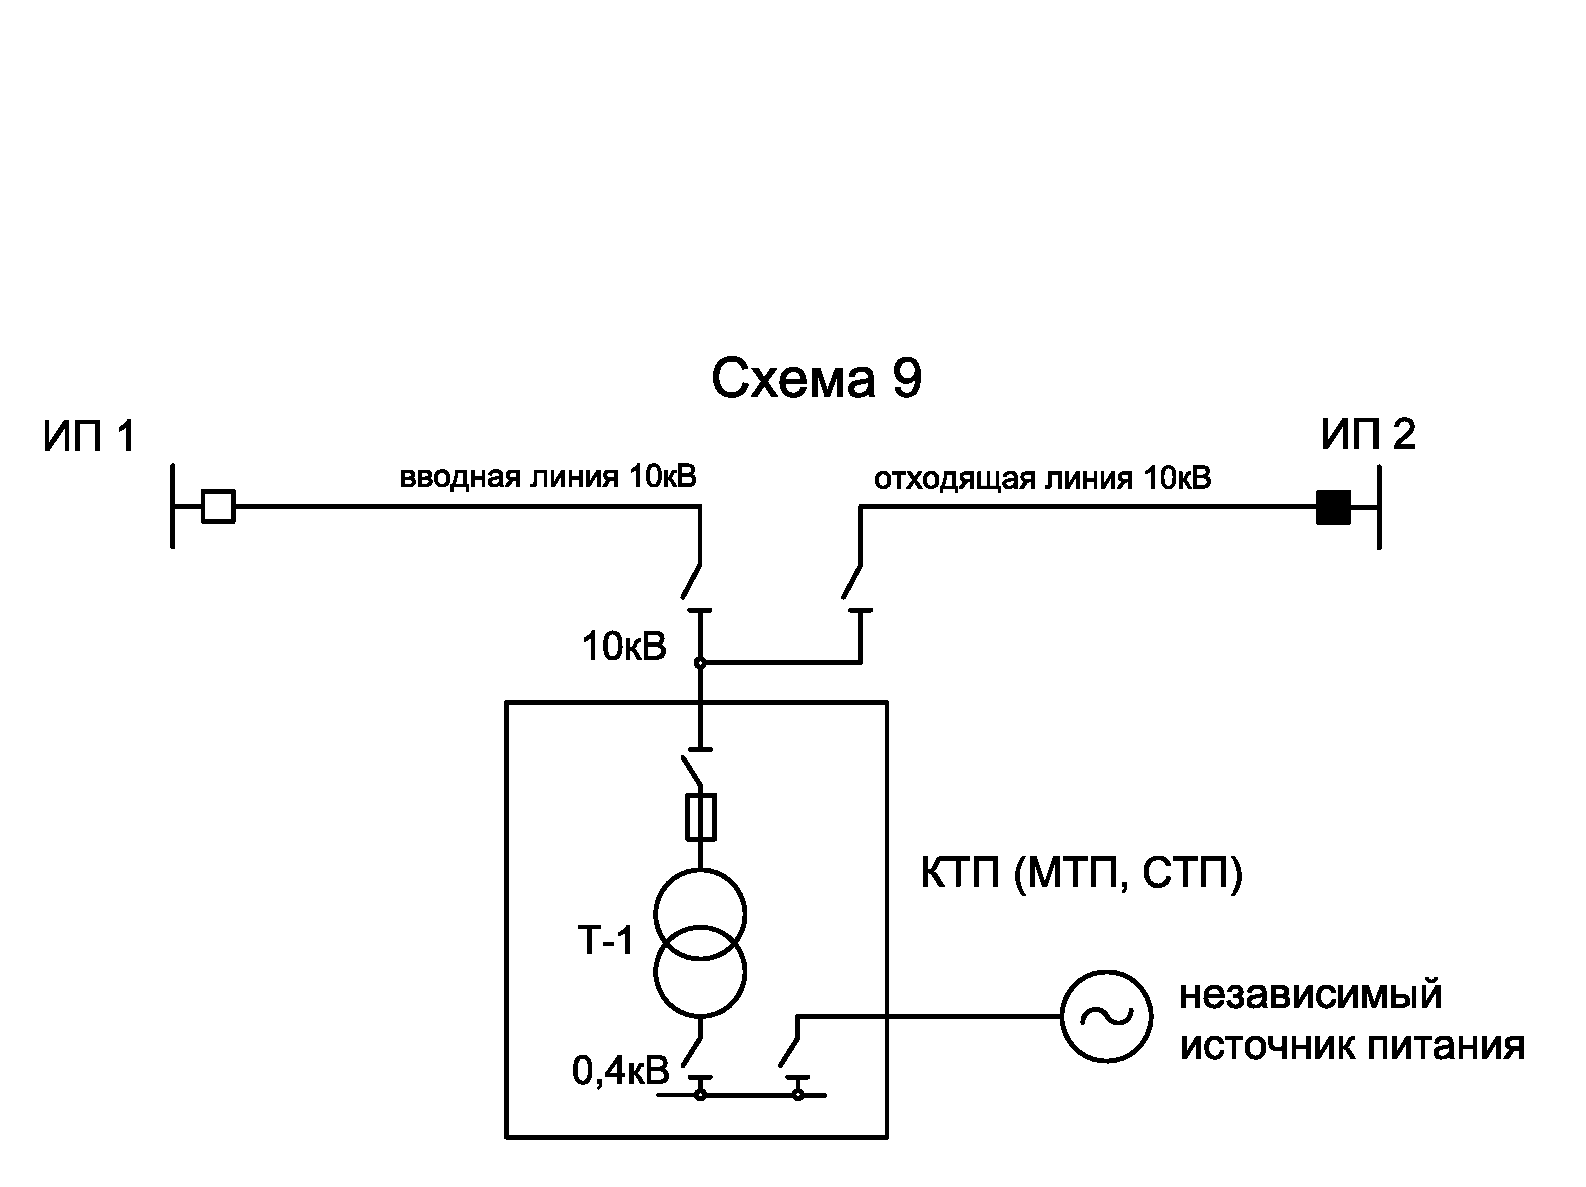 Схема 9
ИП 1
ИП 2
вводная линия 10кВ
отходящая линия 10кВ
10кВ
КТП (МТП, СТП)
Т-1
независимый
источник питания
0,4кВ